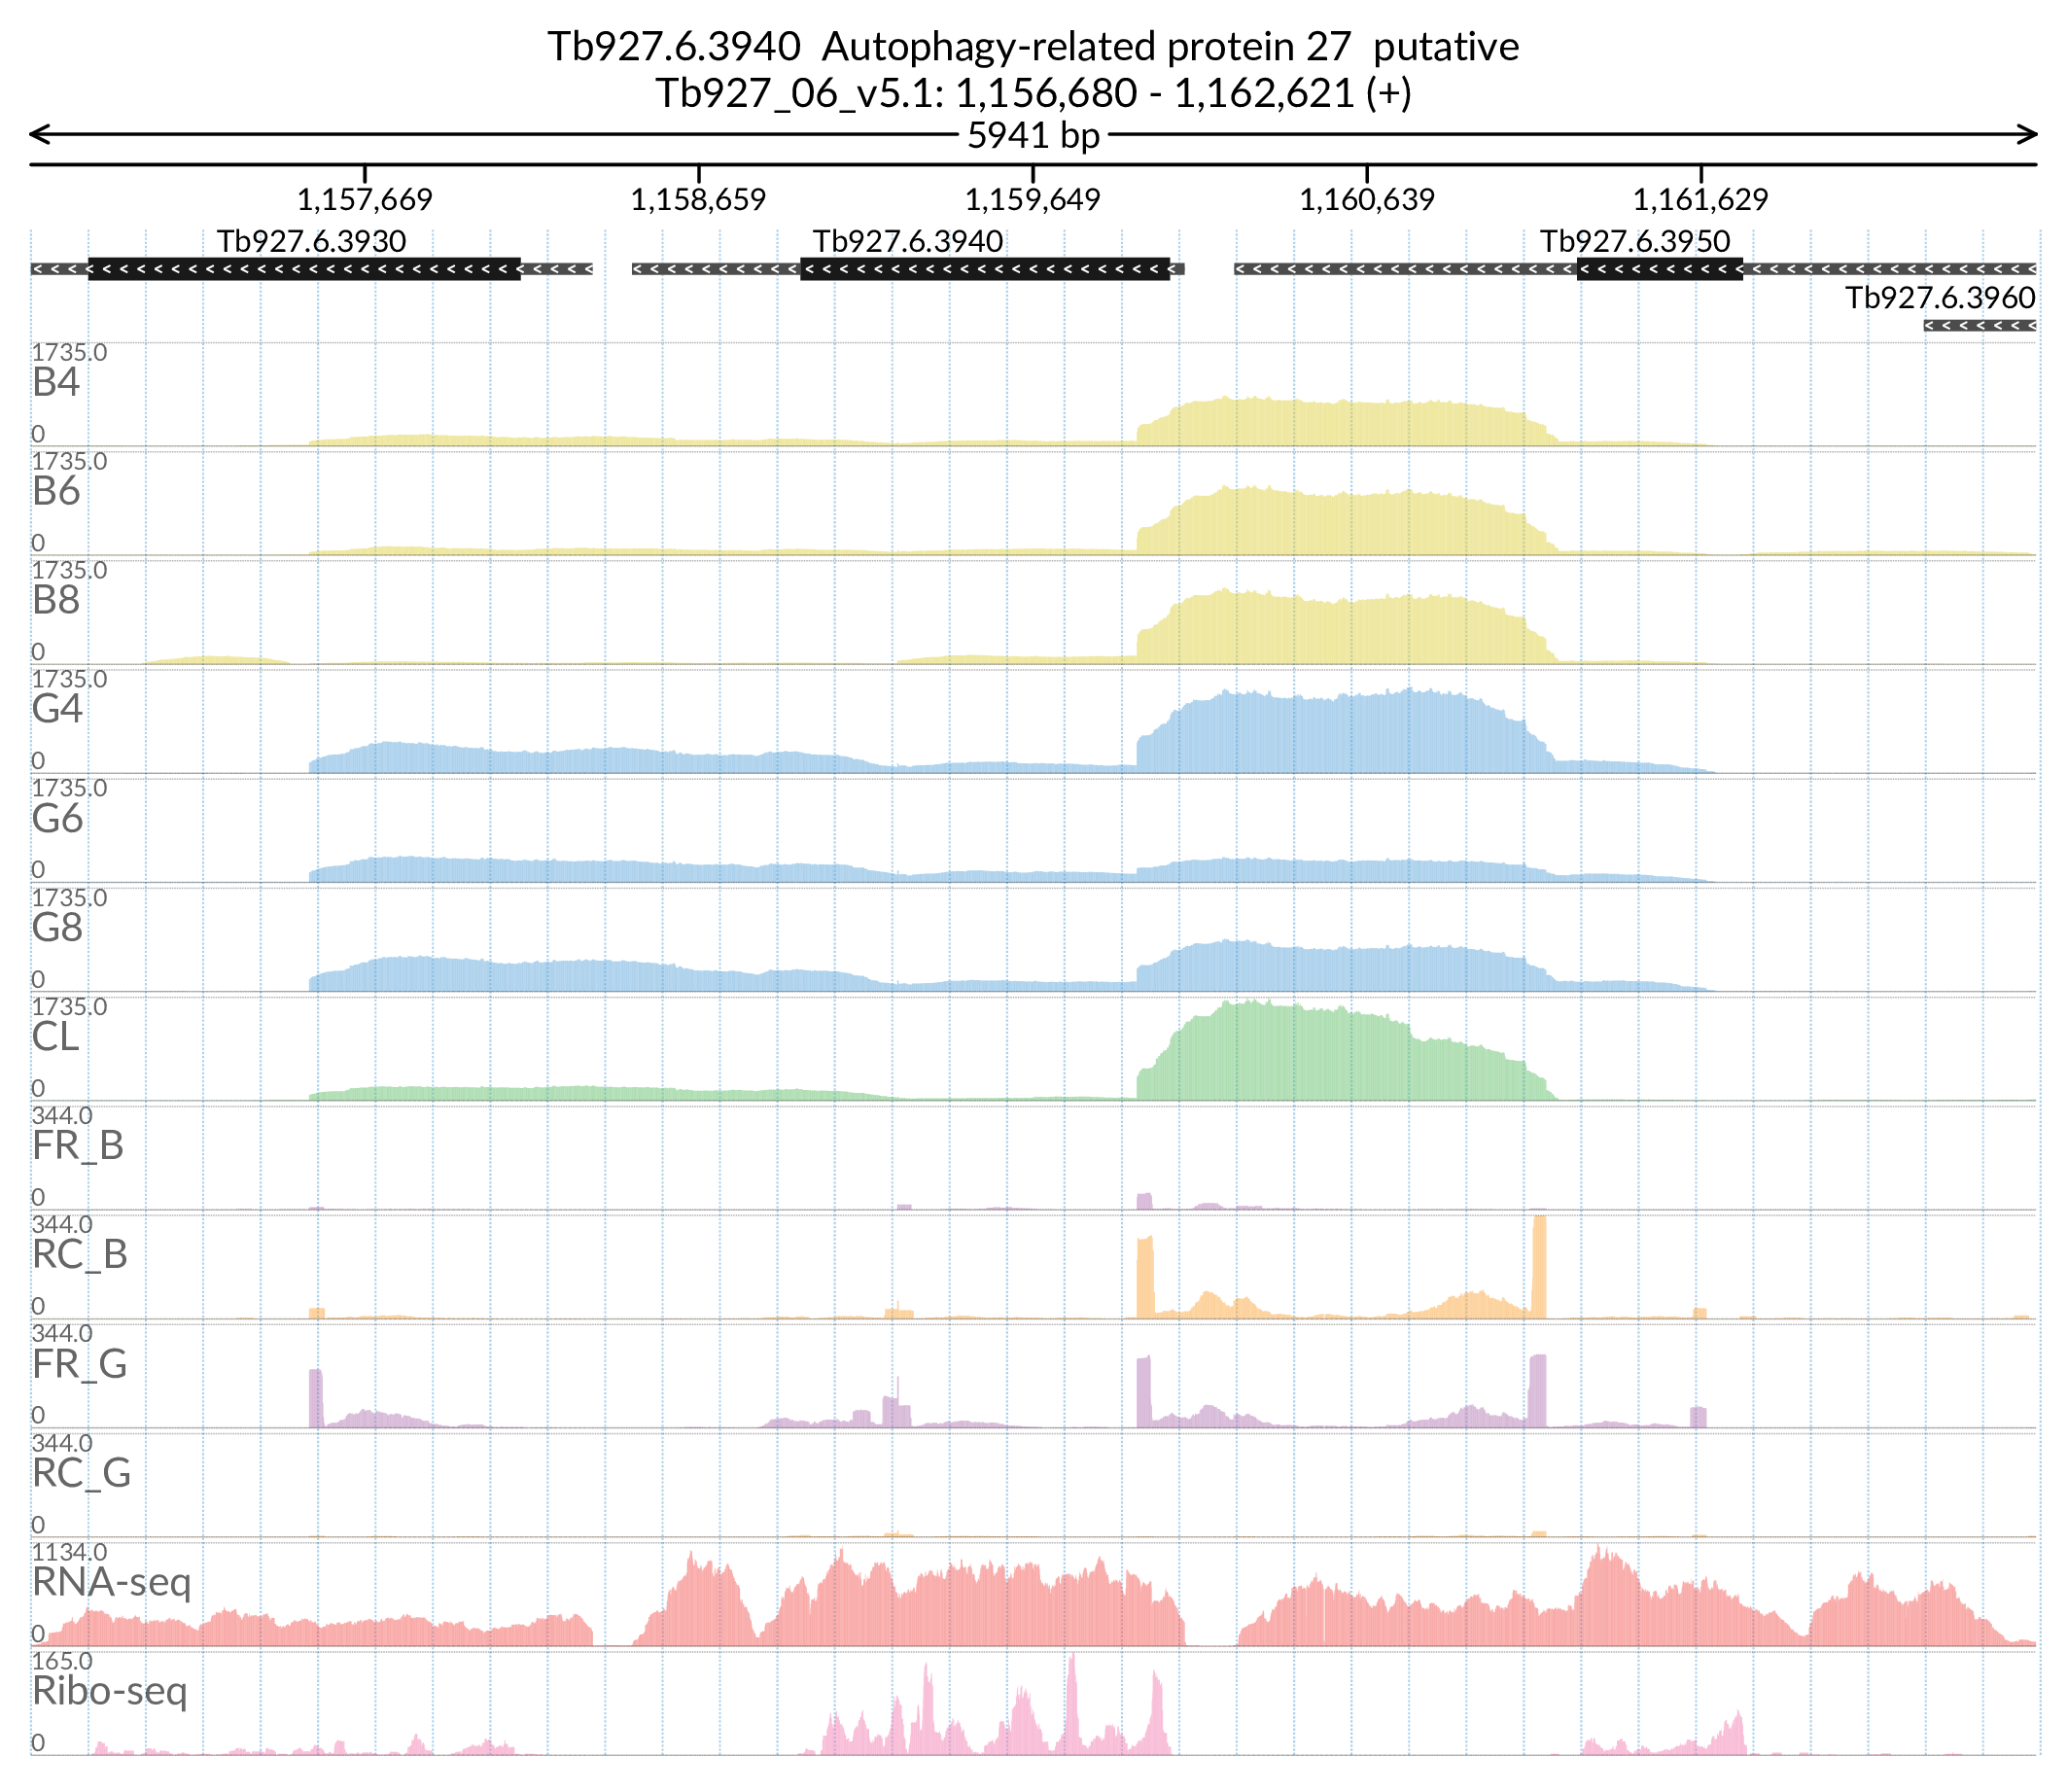 Tb927.6.3940 Autophagy-related protein 27 putative
Tb927_06_v5.1: 1,156,680 - 1,162,621 (+)
5941 bp
1,157,669 1,158,659 1,159,649 1,160,639 1,161,629
Tb927.6.3930 Tb927.6.3940 Tb927.6.3950
Tb927.6.3960
1735.0
B4
0
1735.0
B6
0
1735.0
B8
0
1735.0
G4
0
1735.0
G6
0
1735.0
G8
0
1735.0
CL
0
344.0
FR_B
0
344.0
RC_B
0
344.0
FR_G
0
344.0
RC_G
0
1134.0
RNA-seq
0
165.0
Ribo-seq
0